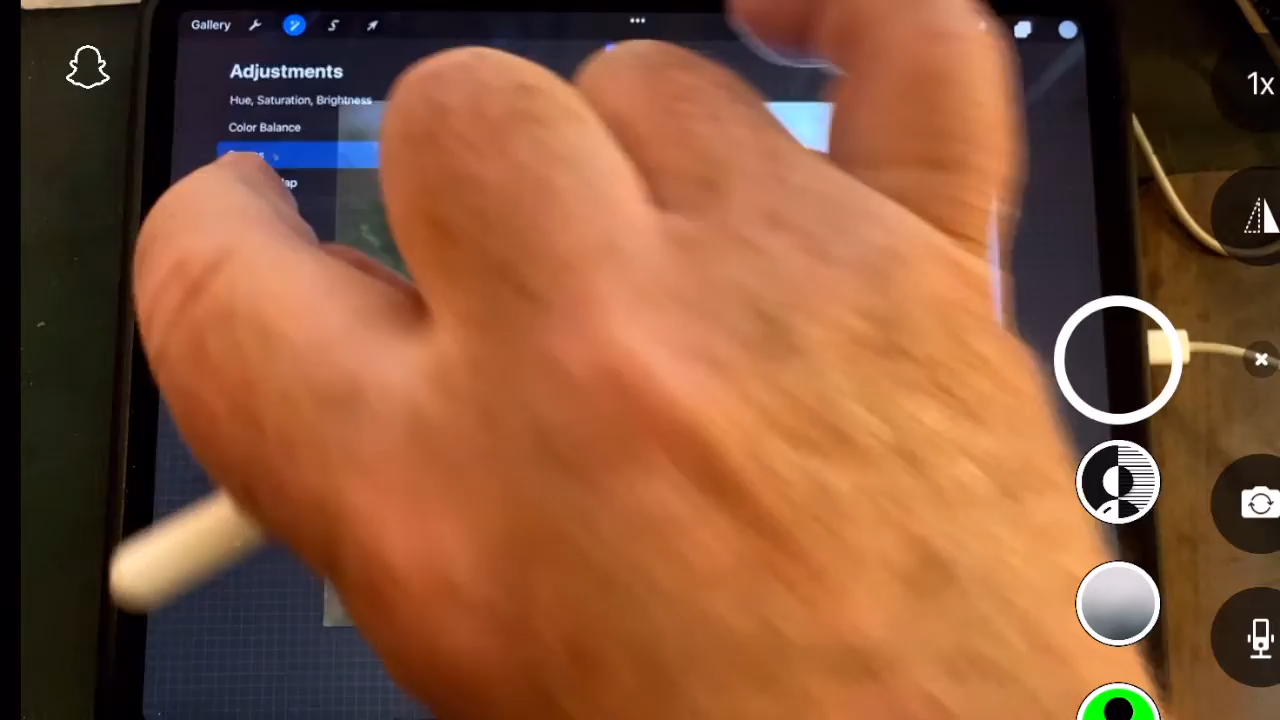 Gallery
Adjustments
Hue, Saturation, Brightness
Color Balance
1x